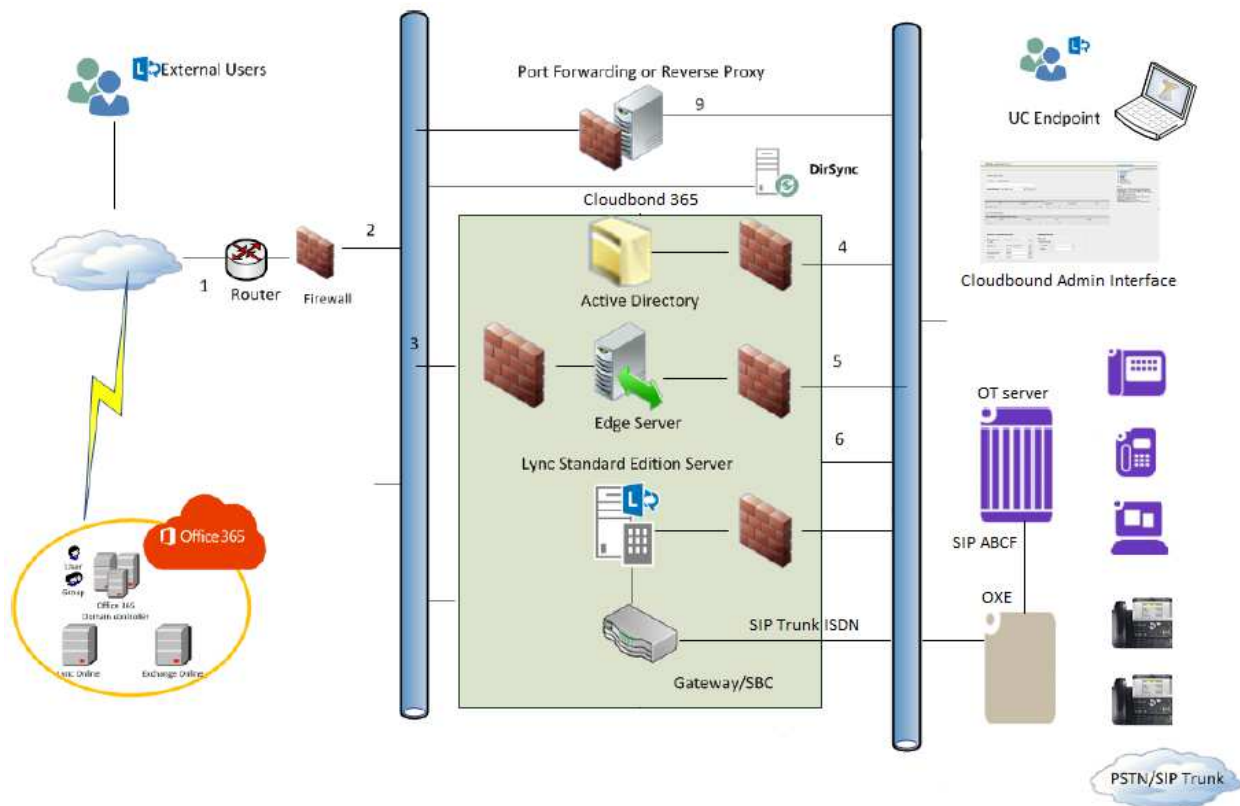 External Users
Port Forwarding or Reverse Proxy
9
UC Endpoint
DirSync
Cloudbond 365
2
4
1
Router
Firewall
Active Directory
Cloudbound Admin Interface
3
5
Edge Server
OT server
6
Lync Standard Edition Server
Office 365
User
Group
Office 365
Domain controller
SIP ABCF
OXE
SIP Trunk ISDN
Lync Online
Exchange Online
Gateway/SBC
PSTN/SIP Trunk